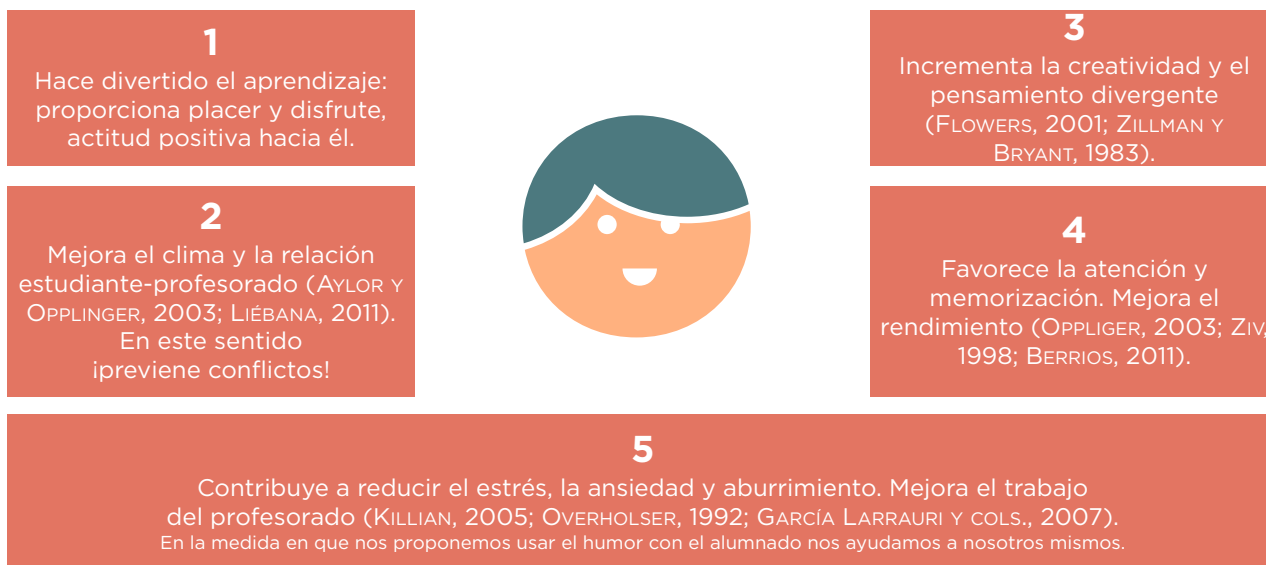 1
Hace divertido el aprendizaje:
proporciona placer y disfrute,
actitud positiva hacia él.
2
Mejora el clima y la relación
estudiante-profesorado (AYLOR Y
OPPLINGER, 2003; LIÉBANA, 2011).
En este sentido
¡previene conflictos!
3
Incrementa la creatividad y el
pensamiento divergente
(FLOWERS, 2001; ZILLMAN Y
BRYANT, 1983).
4
Favorece la atención y
memorización. Mejora el
rendimiento (OPPLIGER, 2003; ZIV,
1998; BERRIOS, 2011).
5
Contribuye a reducir el estrés, la ansiedad y aburrimiento. Mejora el trabajo
del profesorado (KILLIAN, 2005; OVERHOLSER, 1992; GARCÍA LARRAURI Y COLS., 2007).
En la medida en que nos proponemos usar el humor con el alumnado nos ayudamos a nosotros mismos.